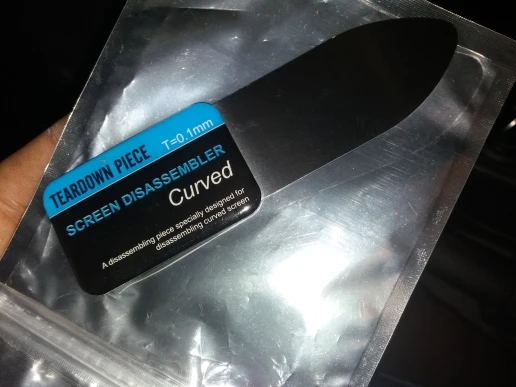 TEARDOWN PIECE T=0.1mm
SCREEN DISASSEMBLER
Curved
A disassembling piece specially designed for
disassembling curved screen